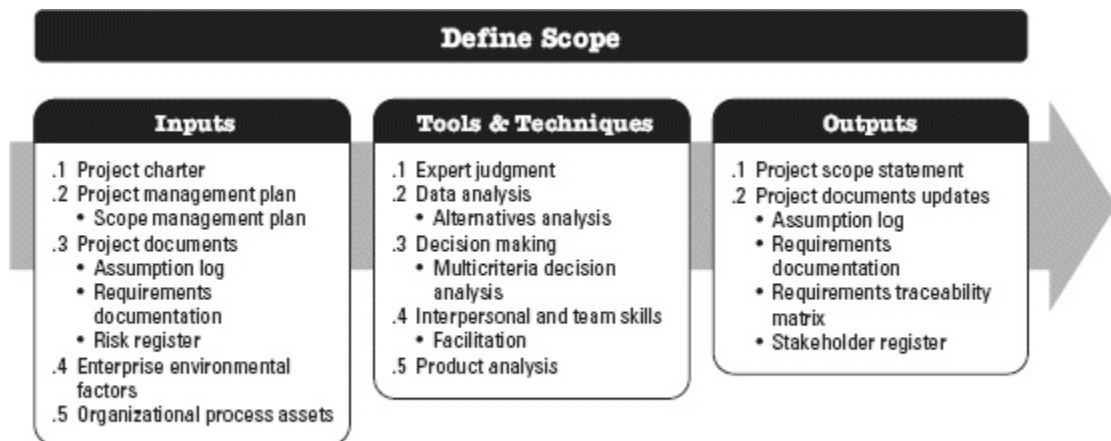 Define Scope
Inputs
.1 Project charter
.2 Project management plan
• Scope management plan
.3 Project documents
• Assumption log
• Requirements
documentation
• Risk register
.4 Enterprise environmental
factors
.5 Organizational process assets
Tools & Techniques
.1 Expert judgment
.2 Data analysis
• Alternatives analysis
.3 Decision making
• Multicriteria decision
analysis
.4 Interpersonal and team skills
• Facilitation
.5 Product analysis
Outputs
.1 Project scope statement
.2 Project documents updates
• Assumption log
• Requirements
documentation
• Requirements traceability
matrix
• Stakeholder register